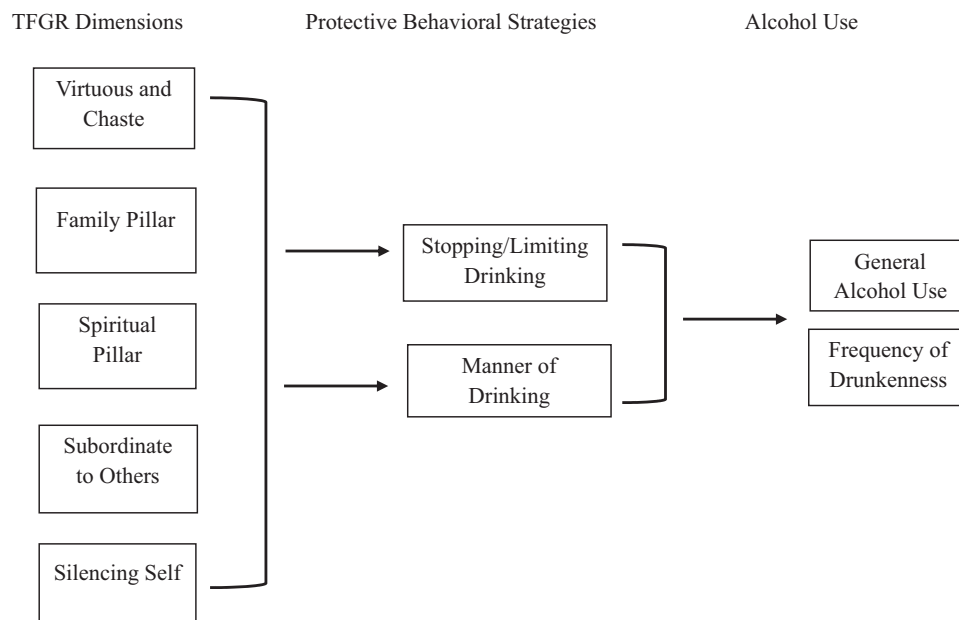 TFGR Dimensions
Protective Behavioral Strategies
Alcohol Use
Virtuous and
Chaste
Family Pillar
Spiritual
Pillar
Subordinate
to Others
Silencing Self
Stopping/Limiting
Drinking
Manner of
Drinking
General
Alcohol Use
Frequency of
Drunkenness